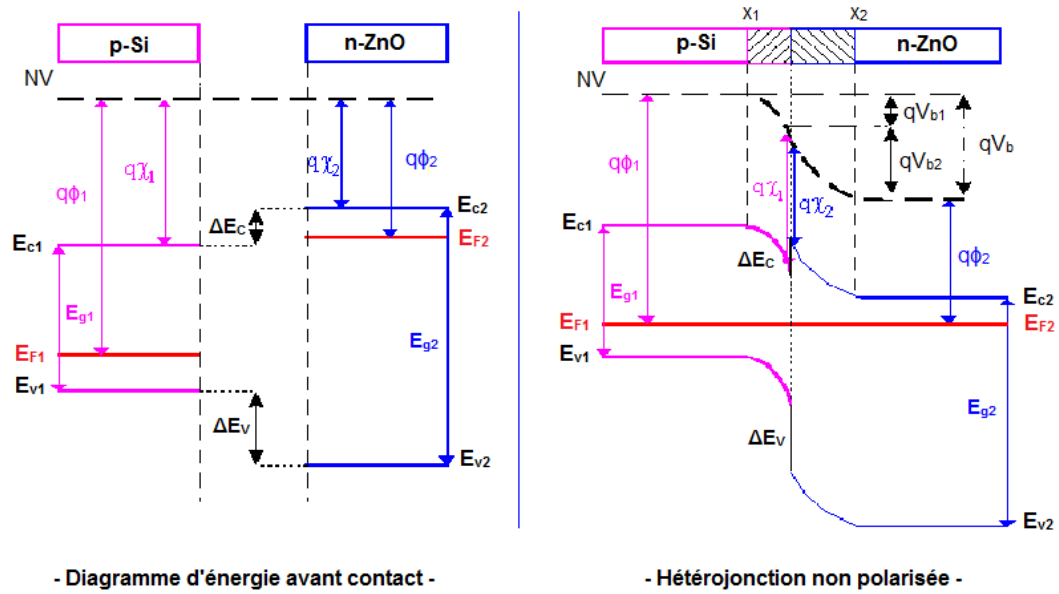 p-Si
n-ZnO
NV
qχ1
qχ2
qϕ1
qϕ2
Ec1
ΔEC
Ec2
EF2
Eg1
Eg2
EF1
Ev1
ΔEV
Ev2
- Diagramme d'énergie avant contact -
X1
X2
p-Si
n-ZnO
NV
qVb1
qVb
qVb2
qϕ1
qχ1
qχ2
Ec1
ΔEC
qϕ2
Ec2
Eg1
EF1
EF2
Ev1
Eg2
ΔEV
Ev2
- Hétérojonction non polarisée -